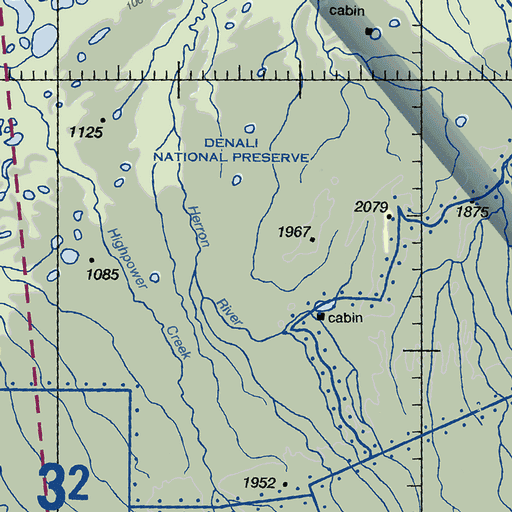 cabin
1125
DENALI
NATIONAL PRESERVE
2079
1875
Herron
1967
Highpower
1085
River
cabin
Creek
32
1952